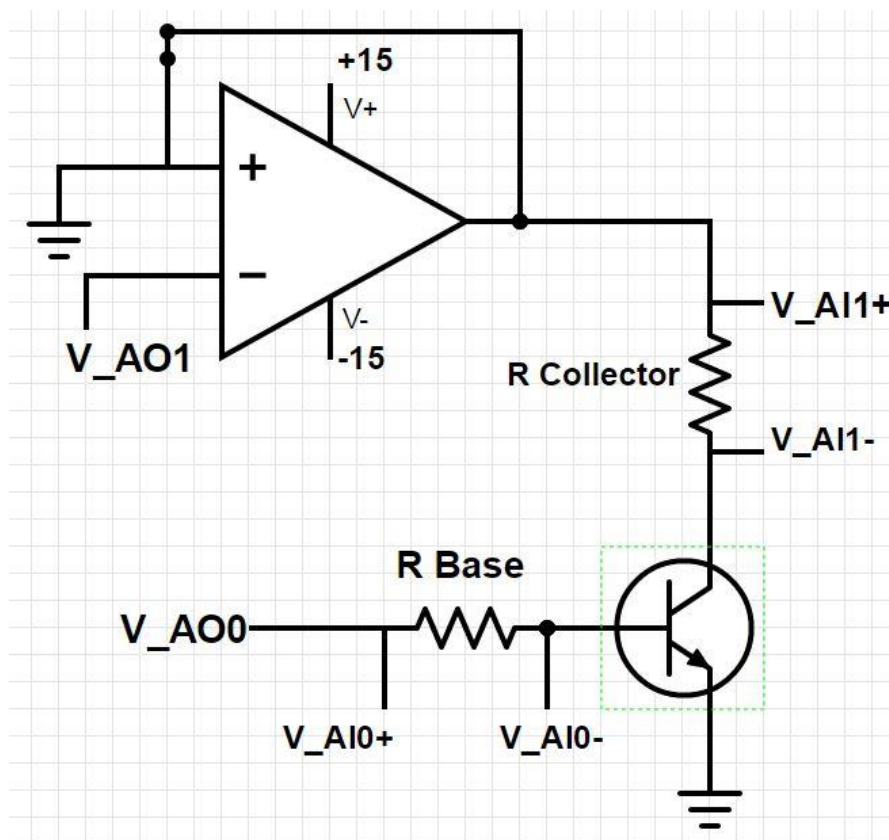 +15
V+
+
−
V_AO1
V-
-15
V_AI1+
R Collector
V_AI1-
R Base
V_AO0
V_AI0+
V_AI0-